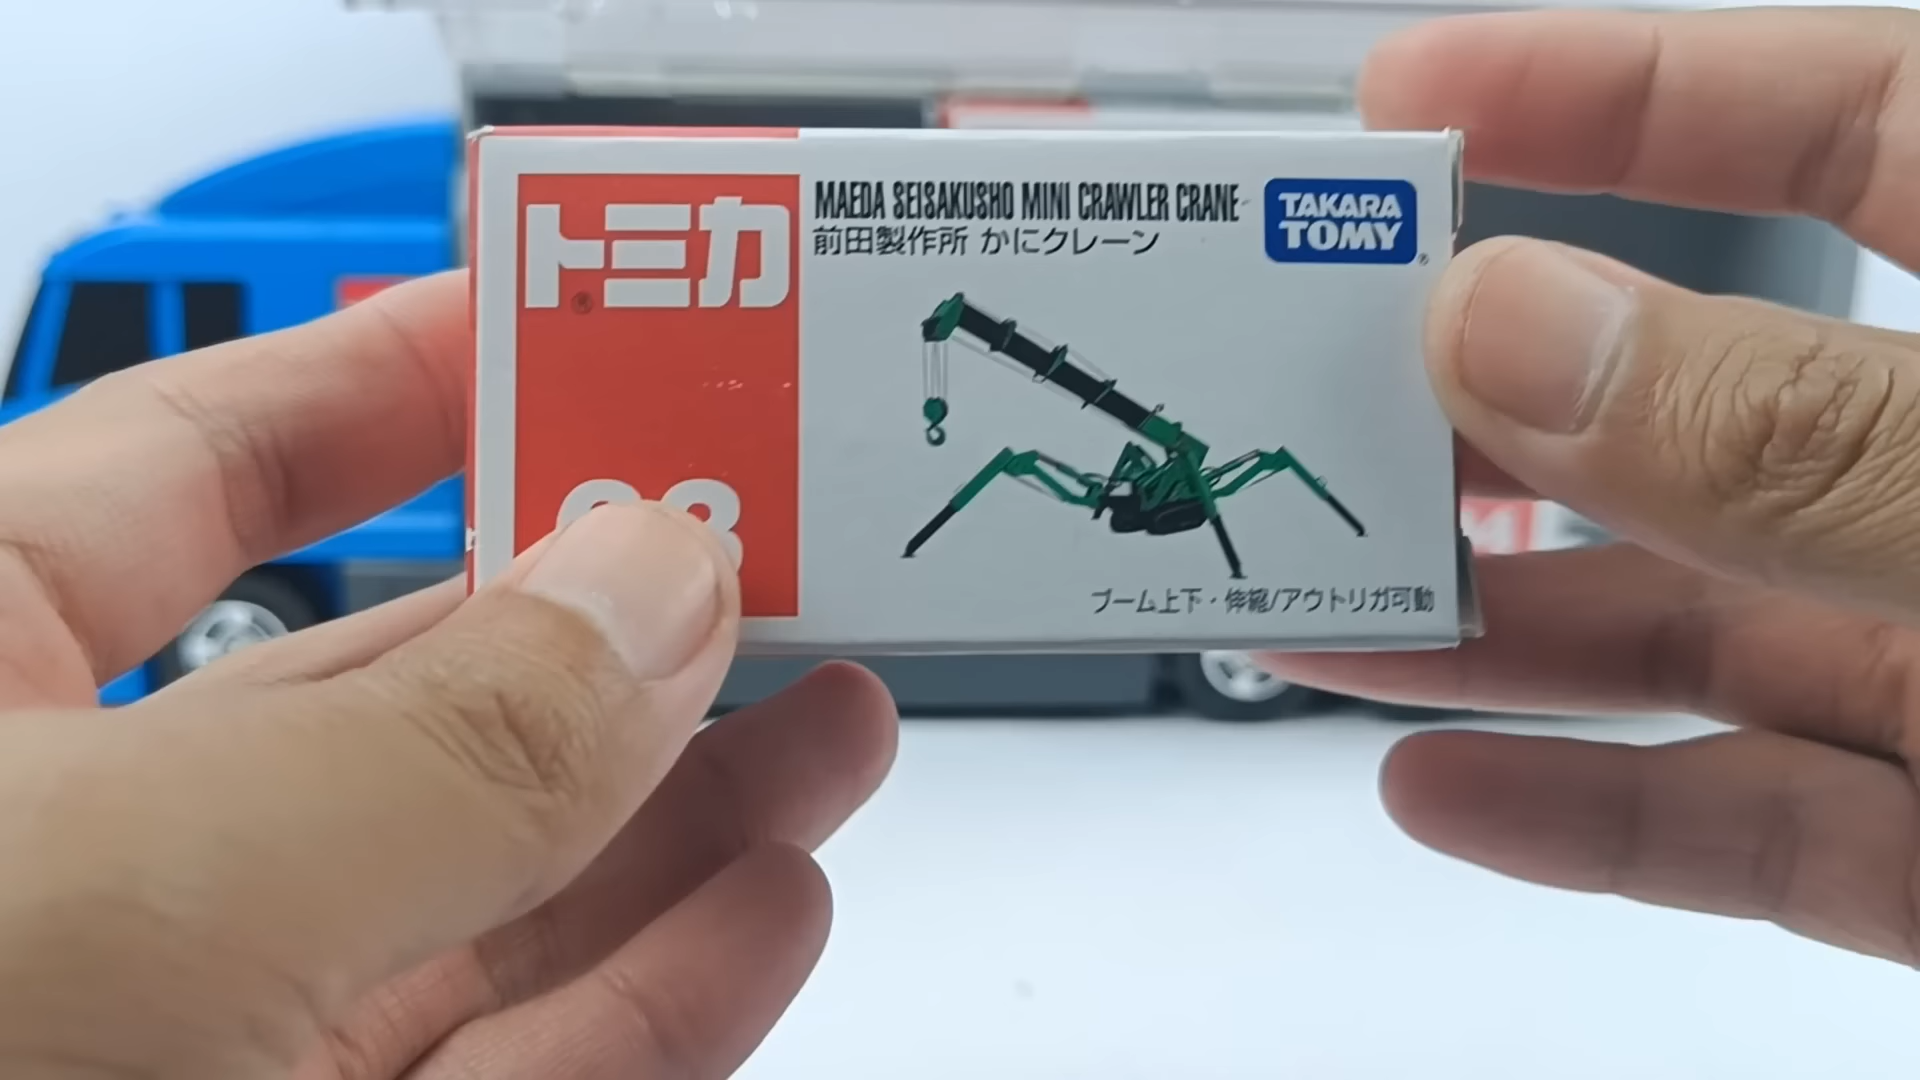 トミカ
MAEDA SEISAKUSHO MINI CRAWLER CRANE
前田製作所 かにクレーン
TAKARA
TOMY
ブーム上下・伸縮/アウトリガ可動